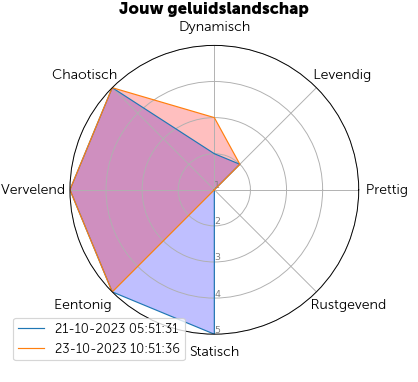 Jouw geluidslandschap
Dynamisch
Chaotisch
Levendig
Vervelend
1
Prettig
2
3
4
Eentonig
Rustgevend
5
Statisch
21-10-2023 05:51:31
23-10-2023 10:51:36